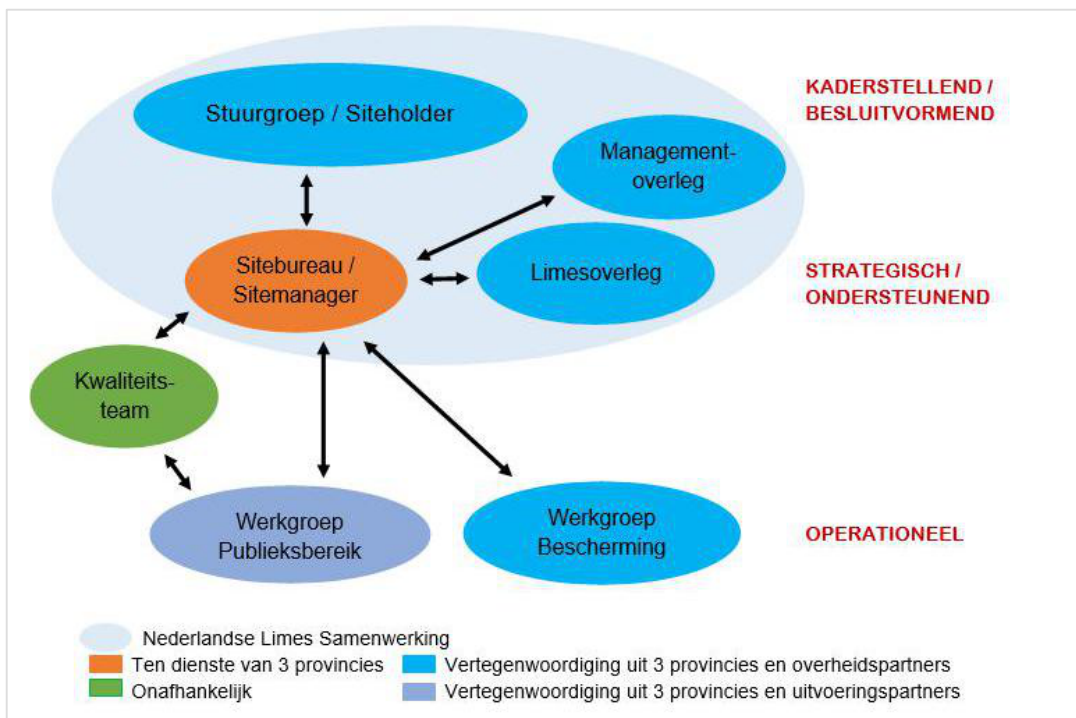 Stuurgroep / Siteholder
KADERSTELLEND /
BESLUITVORMEND
Management-
overleg
Sitebureau /
Sitemanager
Limesoverleg
STRATEGISCH /
ONDERSTEUNEND
Kwaliteits-
team
Werkgroep
Publieksbereik
Werkgroep
Bescherming
OPERATIONEEL
Nederlandse Limes Samenwerking
Ten dienste van 3 provincies
Vertegenwoordiging uit 3 provincies en overheidspartners
Onafhankelijk
Vertegenwoordiging uit 3 provincies en uitvoeringspartners